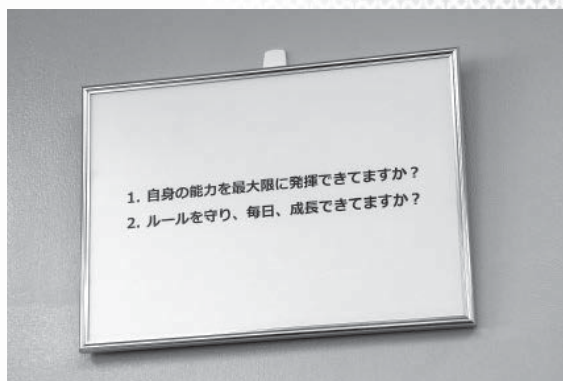 1. 自身の能力を最大限に発揮できてますか？
2. ルールを守り、毎日、成長できてますか？